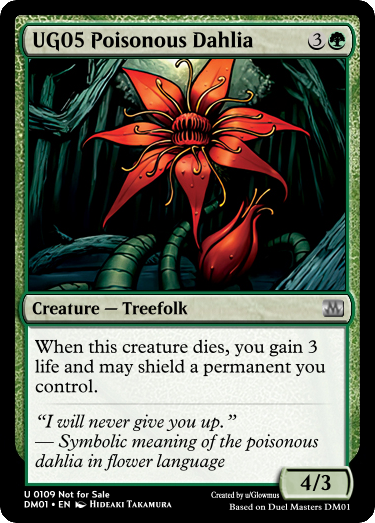 UG05 Poisonous Dahlia 3
Creature — Treefolk
When this creature dies, you gain 3
life and may shield a permanent you
control.
“I will never give you up.”
— Symbolic meaning of the poisonous
dahlia in flower language
4/3
U 0109 Not for Sale
DM01 • EN Hideaki Takamura
Created by u/Glowmus
Based on Duel Masters DM01